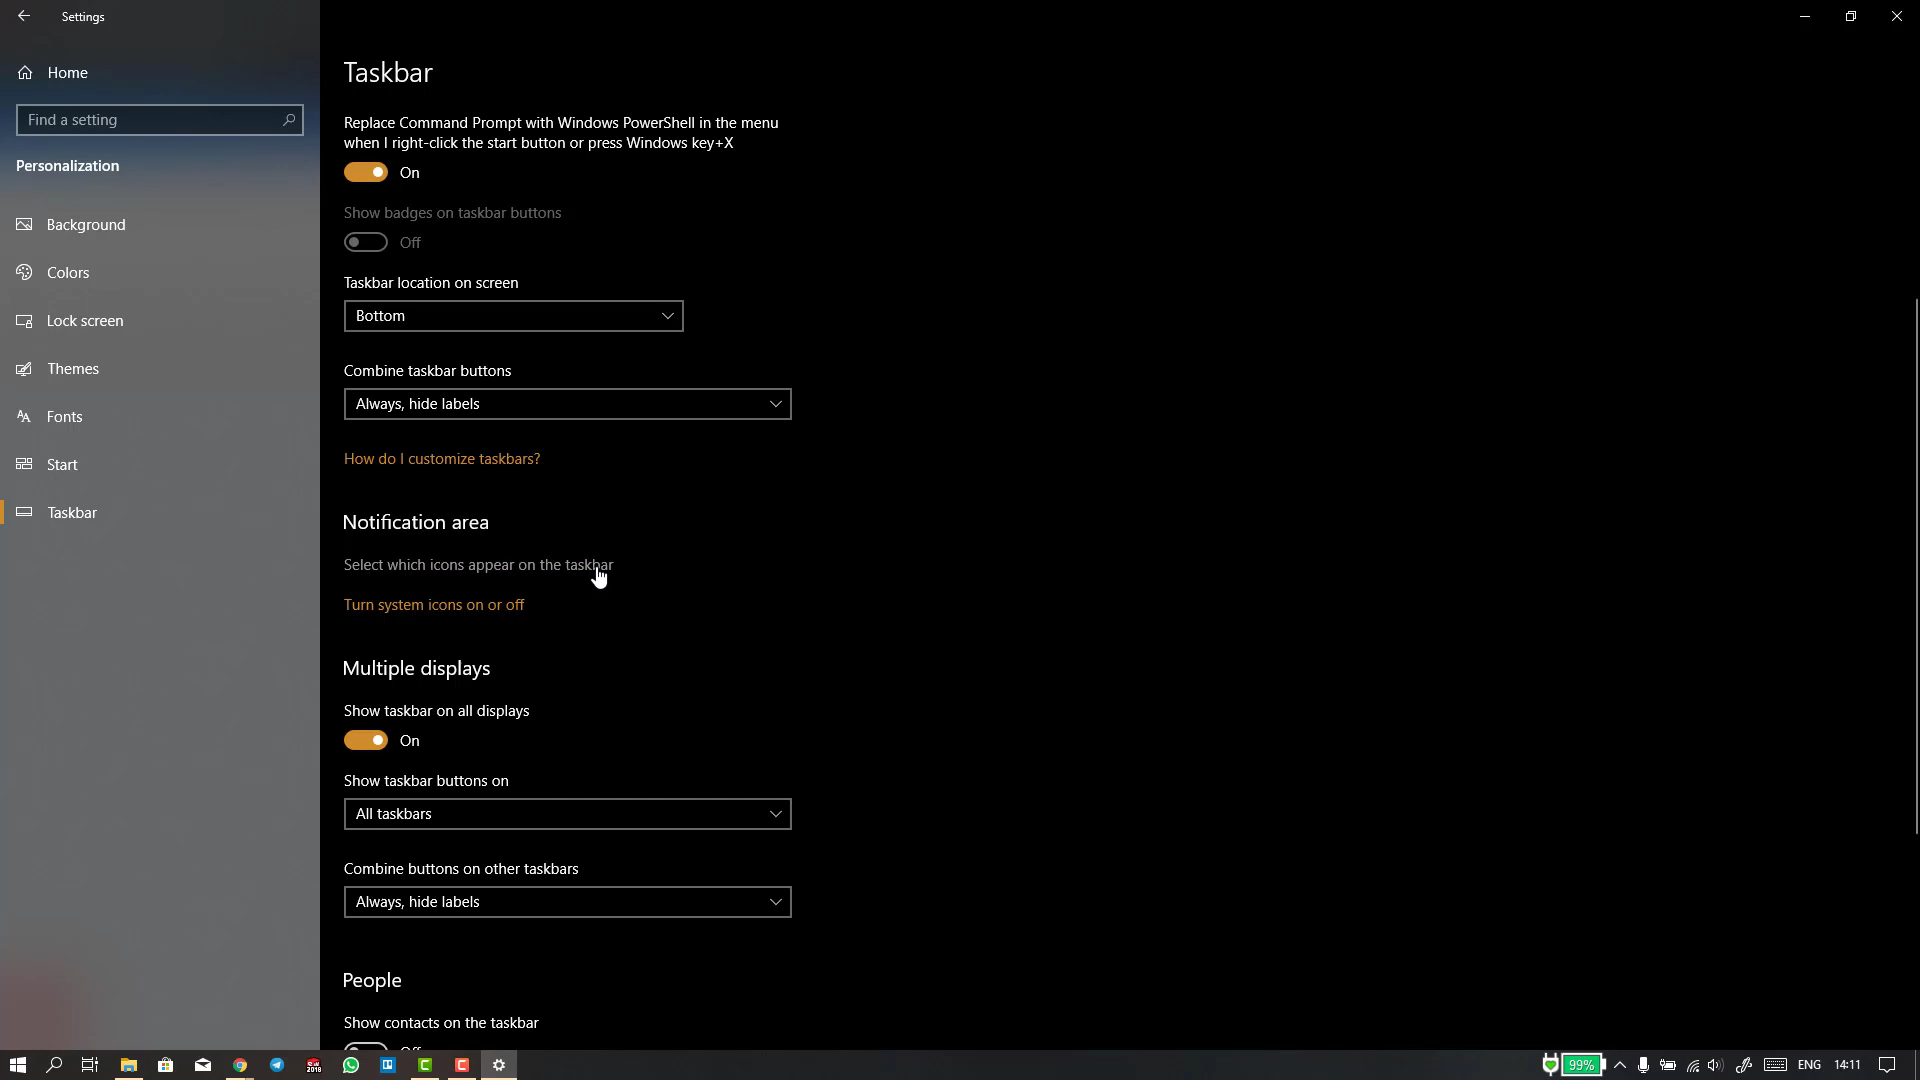 Settings
Home
Find a setting
Personalization
Background
Colors
Lock screen
Themes
Fonts
Start
Taskbar
Taskbar
Replace Command Prompt with Windows PowerShell in the menu
when I right-click the start button or press Windows key+X
On
Show badges on taskbar buttons
Off
Taskbar location on screen
Bottom
Combine taskbar buttons
Always, hide labels
How do I customize taskbars?
Notification area
Select which icons appear on the taskbar
Turn system icons on or off
Multiple displays
Show taskbar on all displays
On
Show taskbar buttons on
All taskbars
Combine buttons on other taskbars
Always, hide labels
People
Show contacts on the taskbar
99%
ENG
14:11